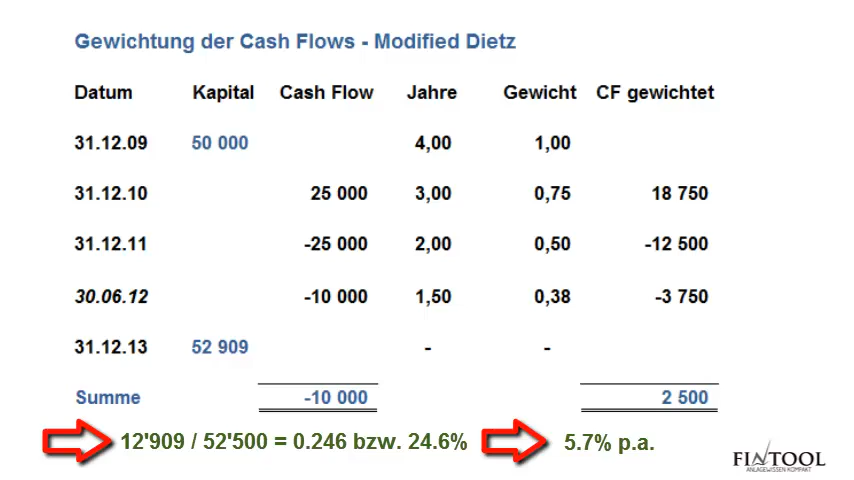 Gewichtung der Cash Flows - Modified Dietz
Datum Kapital Cash Flow Jahre Gewicht CF gewichtet
31.12.09 50 000 4,00 1,00
31.12.10 25 000 3,00 0,75 18 750
31.12.11 -25 000 2,00 0,50 -12 500
30.06.12 -10 000 1,50 0,38 -3 750
31.12.13 52 909 - -
Summe -10 000 2 500
12'909 / 52'500 = 0.246 bzw. 24.6% 5.7% p.a.
FINTOOL
ANLAGEWISSEN KOMPAKT